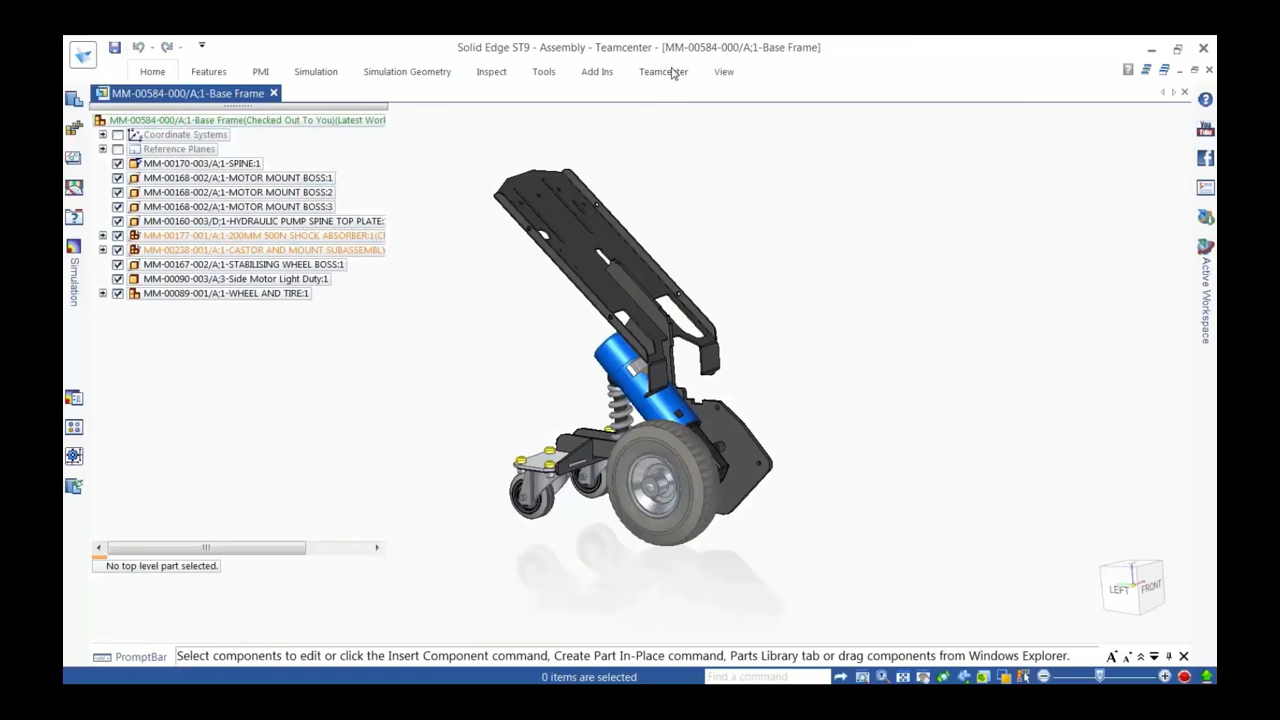 Solid Edge ST9 - Assembly - Teamcenter - [MM-00584-000/A;1-Base Frame]
Home Features PMI Simulation Simulation Geometry Inspect Tools Add Ins Teamcenter View
MM-00584-000/A;1-Base Frame
MM-00584-000/A;1-Base Frame(Checked Out To You)(Latest Worl
Coordinate Systems
Reference Planes
MM-00170-003/A;1-SPINE:1
MM-00168-002/A;1-MOTOR MOUNT BOSS:1
MM-00168-002/A;1-MOTOR MOUNT BOSS:2
MM-00168-002/A;1-MOTOR MOUNT BOSS:3
MM-00160-003/D;1-HYDRAULIC PUMP SPINE TOP PLATE:
MM-00177-001/A;1-200MM 500N SHOCK ABSORBER:1(C
MM-00238-001/A;1-CASTOR AND MOUNT SUBASSEMBLY
MM-00167-002/A;1-STABILISING WHEEL BOSS:1
MM-00090-003/A;3-Side Motor Light Duty:1
MM-00089-001/A;1-WHEEL AND TIRE:1
Simulation
Active Workspace
You
Tube
No top level part selected.
LEFT FRONT
PromptBar Select components to edit or click the Insert Component command, Create Part In-Place command, Parts Library tab or drag components from Windows Explorer.
0 items are selected
Find a command